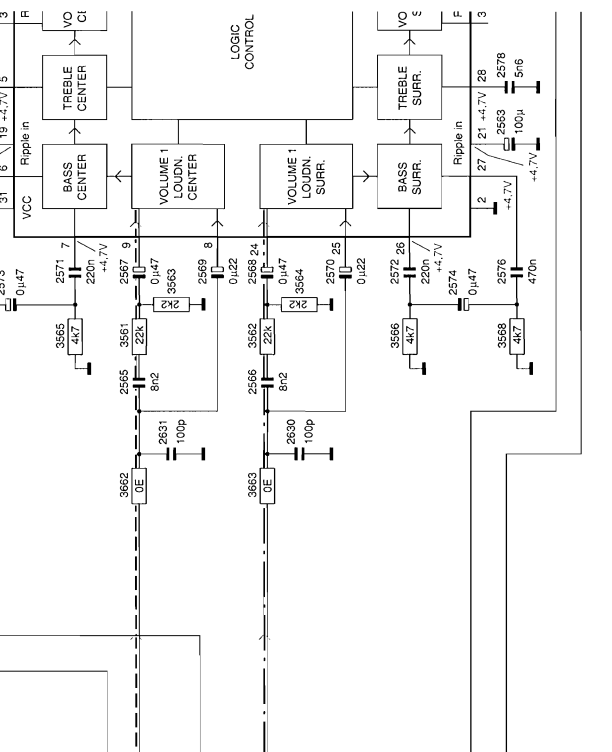 3
R
VO
CE
LOGIC
CONTROL
VO
S
R
3
5
19 +4,7V
6
31
Ripple in
VCC
TREBLE
CENTER
BASS
CENTER
VOLUME 1
LOUDN.
CENTER
VOLUME 1
LOUDN.
SURR.
TREBLE
SURR.
BASS
SURR.
Ripple in
28
21 +4,7V
27
2
2578
5n6
2563
100µ
+4,7V
+4,7V
7
+4,7V
9
8
24
25
26
+4,7V
2573
0µ47
2571
220n
2567
0µ47
3563
2k2
2569
0µ22
2568
0µ47
3564
2k2
2570
0µ22
2572
220n
2574
0µ47
2576
470n
3565
4k7
3561
22k
3562
22k
3566
4k7
3568
4k7
2565
8n2
2566
8n2
2631
100p
2630
100p
3662
0E
3663
0E